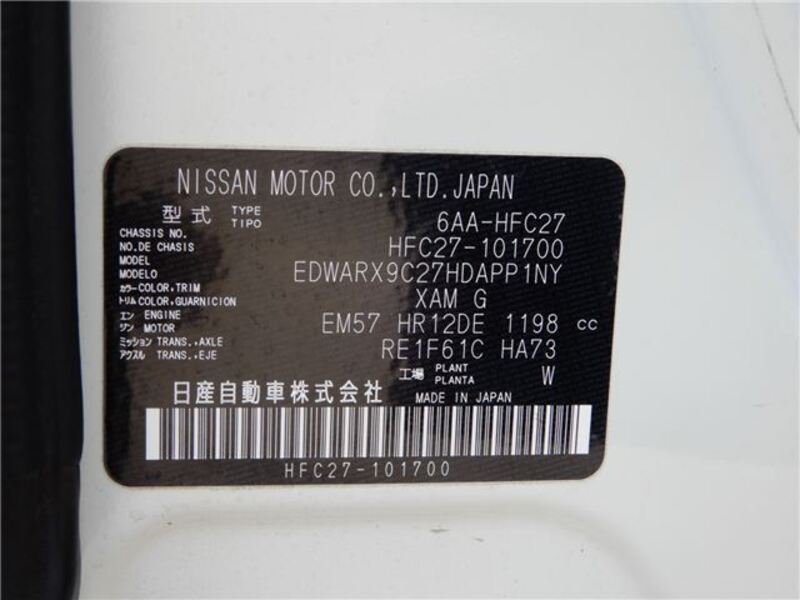 NISSAN MOTOR CO.,LTD.JAPAN
型式 TYPE TIPO 6AA-HFC27
CHASSIS NO. NO.DE CHASIS HFC27-101700
MODEL MODELO EDWARX9C27HDAPP1NY
カラー COLOR,TRIM トリム COLOR,GUARNICION XAM G
エン ENGINE ジン MOTOR EM57 HR12DE 1198 cc
ミッション TRANS.,AXLE アクスル TRANS.,EJE RE1F61C HA73
工場 PLANT PLANTA W
日産自動車株式会社 MADE IN JAPAN
HFC27-101700